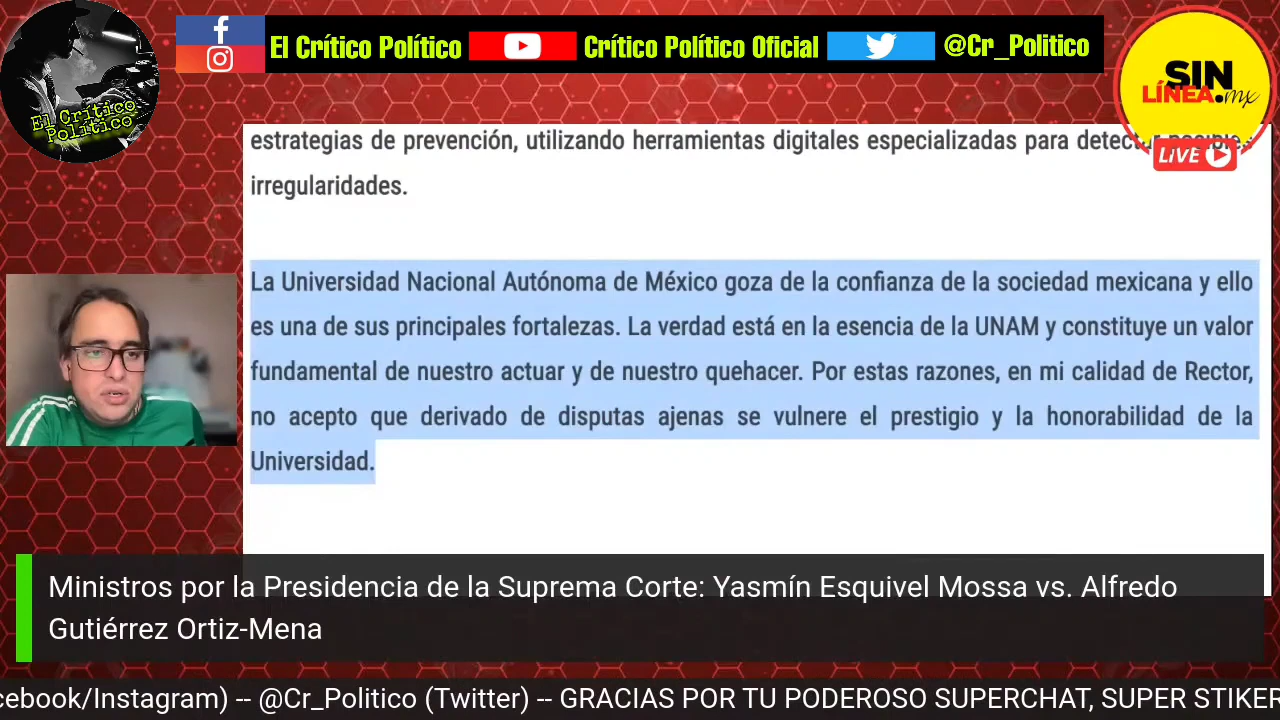 El Crítico Político
Crítico Político Oficial
@Cr_Politico
El Crítico
Político
SIN
LÍNEA.mx
LIVE
estrategias de prevención, utilizando herramientas digitales especializadas para detectar posibles
irregularidades.
La Universidad Nacional Autónoma de México goza de la confianza de la sociedad mexicana y ello
es una de sus principales fortalezas. La verdad está en la esencia de la UNAM y constituye un valor
fundamental de nuestro actuar y de nuestro quehacer. Por estas razones, en mi calidad de Rector,
no acepto que derivado de disputas ajenas se vulnere el prestigio y la honorabilidad de la
Universidad.
Ministros por la Presidencia de la Suprema Corte: Yasmín Esquivel Mossa vs. Alfredo
Gutiérrez Ortiz-Mena
cebook/Instagram) -- @Cr_Politico (Twitter) -- GRACIAS POR TU PODEROSO SUPERCHAT, SUPER STIKER